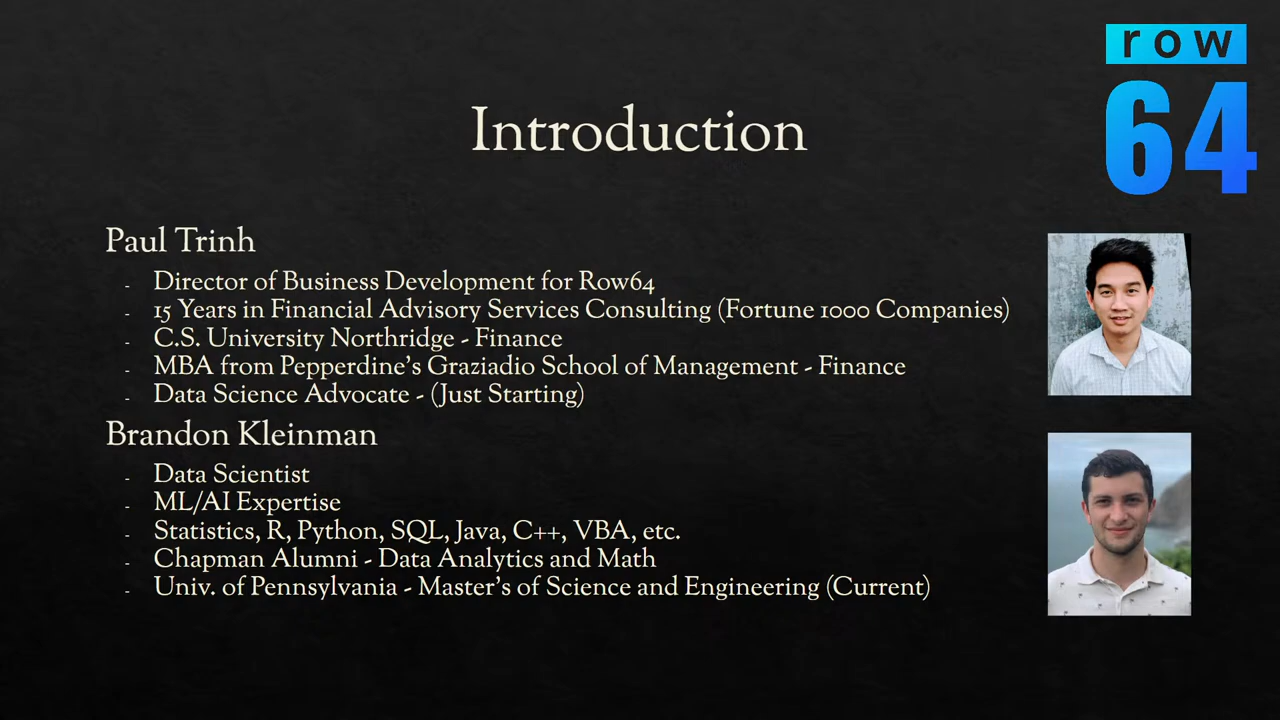 row
64
Introduction
Paul Trinh
- Director of Business Development for Row64
- 15 Years in Financial Advisory Services Consulting (Fortune 1000 Companies)
- C.S. University Northridge - Finance
- MBA from Pepperdine's Graziadio School of Management - Finance
- Data Science Advocate - (Just Starting)
Brandon Kleinman
- Data Scientist
- ML/AI Expertise
- Statistics, R, Python, SQL, Java, C++, VBA, etc.
- Chapman Alumni - Data Analytics and Math
- Univ. of Pennsylvania - Master's of Science and Engineering (Current)